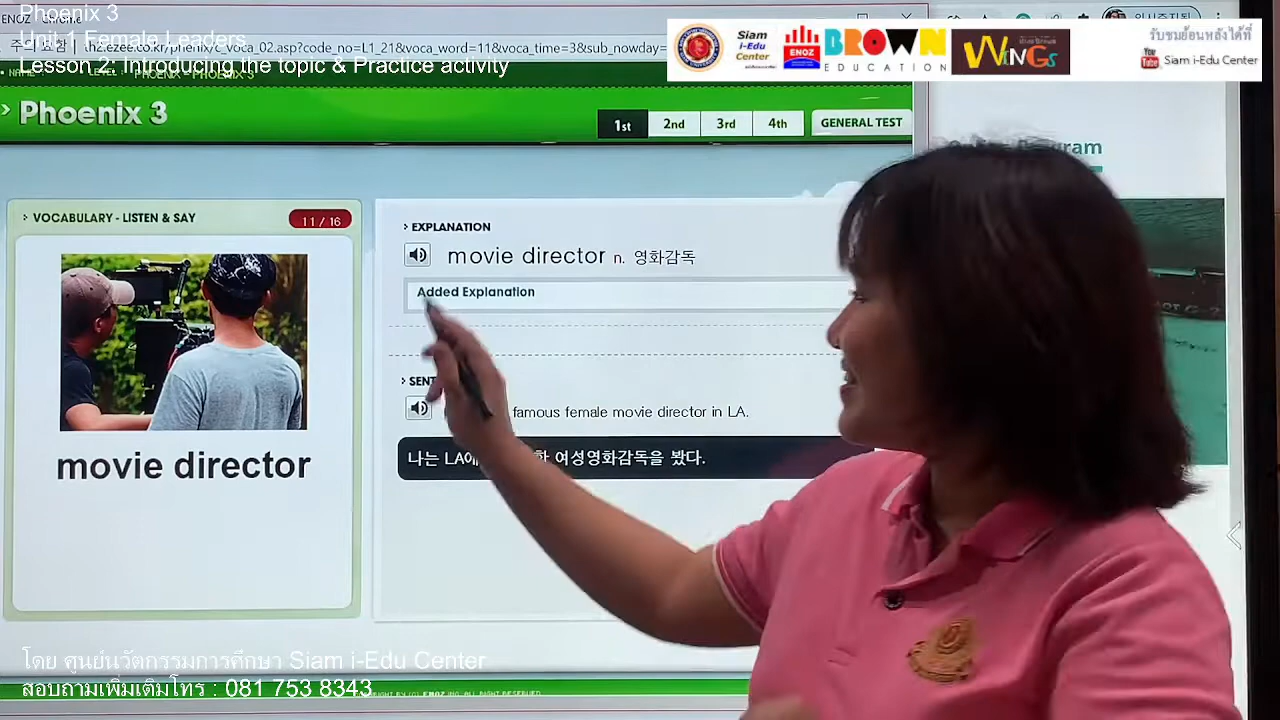 Phoenix 3
ENOZ - Chrome
Unit 1 Female Leaders
Lesson 1 Introducing the Topic & Practice Activity
Siam
i-Edu
Center
ENOZ
BROWN
EDUCATION
WINGS
รับชมย้อนหลังได้ที่
You
Tube
Siam i-Edu Center
Phoenix 3
1st
2nd
3rd
4th
GENERAL TEST
VOCABULARY - LISTEN & SAY
11 / 16
movie director
EXPLANATION
movie director n. 영화감독
Added Explanation
SENT
famous female movie director in LA.
나는 LA에 여성영화감독을 봤다.
โดย ศูนย์นวัตกรรมการศึกษา Siam i-Edu Center
สอบถามเพิ่มเติมโทร : 081 753 8343